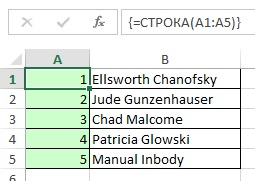 fx {=СТРОКА(A1:A5)}
A B
1 1 Ellsworth Chanofsky
2 2 Jude Gunzenhauser
3 3 Chad Malcome
4 4 Patricia Glowski
5 5 Manual Inbody